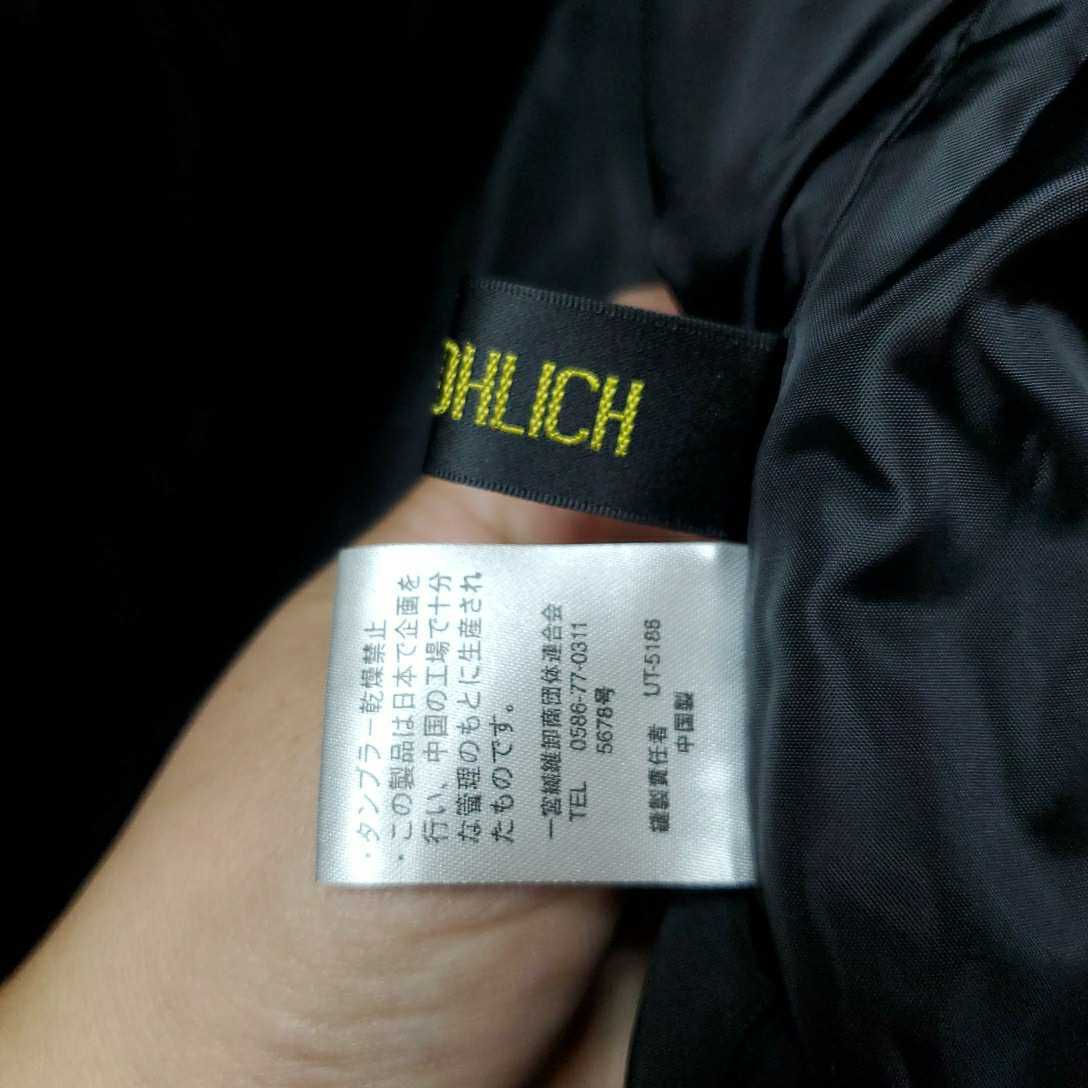 OHLICH
・タンブラー乾燥禁止
・この製品は日本で企画を
行い、中国の工場で十分
な管理のもとに生産され
たものです。
一宮繊維卸商団体連合会
TEL 0586-77-0311
5678号
縫製責任者 UT-5186
中国製